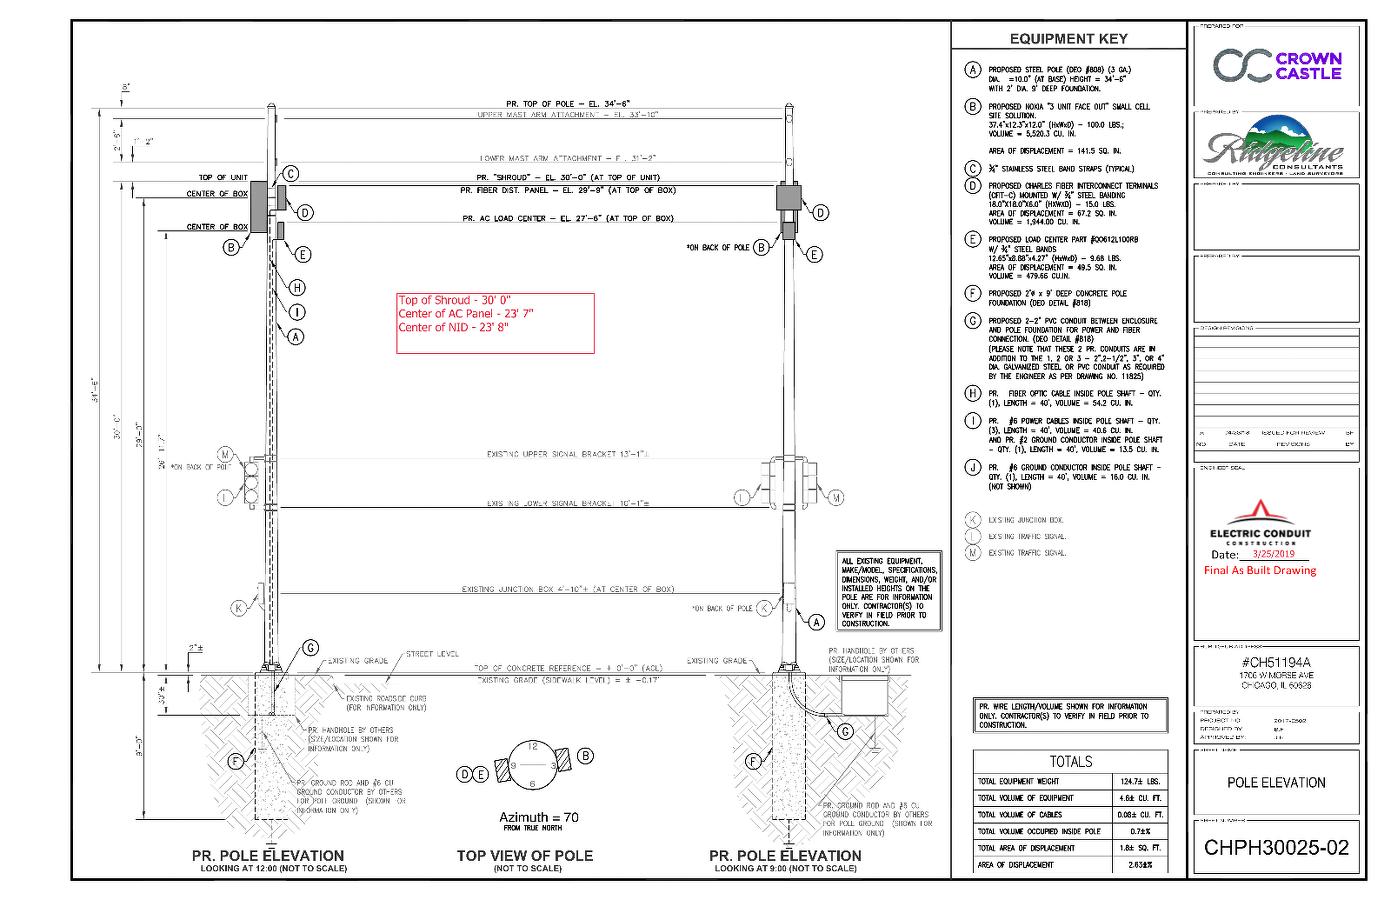 PR. TOP OF POLE – EL. 34'–6"
UPPER MAST ARM ATTACHMENT – EL. 33'–10"
LOWER MAST ARM ATTACHMENT – EL. 31'–2"
TOP OF UNIT
PR. "SHROUD" – EL. 30'–0" (AT TOP OF UNIT)
CENTER OF BOX
PR. FIBER DIST. PANEL – EL. 29'–9" (AT TOP OF BOX)
PR. AC LOAD CENTER – EL. 27'–6" (AT TOP OF BOX)
CENTER OF BOX
*ON BACK OF POLE
C
D
B
E
H
I
A
Top of Shroud - 30' 0"
Center of AC Panel - 23' 7"
Center of NID - 23' 8"
34'–6"
30'–0"
EXISTING UPPER SIGNAL BRACKET 13'–1"±
M
*ON BACK OF POLE
EXISTING LOWER SIGNAL BRACKET 10'–1"±
M
EXISTING JUNCTION BOX 4'–10"± (AT CENTER OF BOX)
K
*ON BACK OF POLE
K
A
ALL EXISTING EQUIPMENT,
MAKE/MODEL, SPECIFICATIONS,
DIMENSIONS, WEIGHT, AND/OR
INSTALLED HEIGHTS ON THE
POLE ARE FOR INFORMATION
ONLY. CONTRACTOR(S) TO
VERIFY IN FIELD PRIOR TO
CONSTRUCTION.
2"±
G
EXISTING GRADE
STREET LEVEL
TOP OF CONCRETE REFERENCE – ± 0'–0" (AGL)
EXISTING GRADE (SIDEWALK LEVEL) = ± –0.17'
EXISTING GRADE
PR. HANDHOLE BY OTHERS
(SIZE/LOCATION SHOWN FOR
INFORMATION ONLY)
30"±
EXISTING ROADSIDE CURB
(FOR INFORMATION ONLY)
PR. HANDHOLE BY OTHERS
(SIZE/LOCATION SHOWN FOR
INFORMATION ONLY)
9'–0"
F
PR. GROUND ROD AND #6 CU
GROUND CONDUCTOR BY OTHERS
FOR POLE GROUND (SHOWN FOR
INFORMATION ONLY)
12
9
3
6
D
E
B
Azimuth = 70
FROM TRUE NORTH
F
G
PR. GROUND ROD AND #6 CU
GROUND CONDUCTOR BY OTHERS
FOR POLE GROUND (SHOWN FOR
INFORMATION ONLY)
PR. POLE ELEVATION
LOOKING AT 12:00 (NOT TO SCALE)
TOP VIEW OF POLE
(NOT TO SCALE)
PR. POLE ELEVATION
LOOKING AT 9:00 (NOT TO SCALE)
EQUIPMENT KEY
A PROPOSED STEEL POLE (DEO #808) (3 GA.)
DIA. =10.0" (AT BASE) HEIGHT = 34'–6"
WITH 2' DIA. 9' DEEP FOUNDATION.
B PROPOSED NOKIA "3 UNIT FACE OUT" SMALL CELL
SITE SOLUTION.
37.4"x12.3"x12.0" (HxWxD) – 100.0 LBS.;
VOLUME = 5,520.3 CU. IN.
AREA OF DISPLACEMENT = 141.5 SQ. IN.
C ¾" STAINLESS STEEL BAND STRAPS (TYPICAL)
D PROPOSED CHARLES FIBER INTERCONNECT TERMINALS
(CFIT–C) MOUNTED W/ ¾" STEEL BANDING
18.0"X18.0"X6.0" (HXWXD) – 15.0 LBS.
AREA OF DISPLACEMENT = 67.2 SQ. IN.
VOLUME = 1,944.00 CU. IN.
E PROPOSED LOAD CENTER PART #QO612L100RB
W/ ¾" STEEL BANDS
12.65"x8.88"x4.27" (HxWxD) – 9.68 LBS.
AREA OF DISPLACEMENT = 49.5 SQ. IN.
VOLUME = 479.66 CU.IN.
F PROPOSED 2'ø x 9' DEEP CONCRETE POLE
FOUNDATION (DEO DETAIL #818)
G PROPOSED 2–2" PVC CONDUIT BETWEEN ENCLOSURE
AND POLE FOUNDATION FOR POWER AND FIBER
CONNECTION. (DEO DETAIL #818)
(PLEASE NOTE THAT THESE 2 PR. CONDUITS ARE IN
ADDITION TO THE 1, 2 OR 3 – 2",2–1/2", 3", OR 4"
DIA. GALVANIZED STEEL OR PVC CONDUIT AS REQUIRED
BY THE ENGINEER AS PER DRAWING NO. 11825)
H PR. FIBER OPTIC CABLE INSIDE POLE SHAFT – QTY.
(1), LENGTH = 40', VOLUME = 54.2 CU. IN.
I PR. #6 POWER CABLES INSIDE POLE SHAFT – QTY.
(3), LENGTH = 40', VOLUME = 40.6 CU. IN.
AND PR. #2 GROUND CONDUCTOR INSIDE POLE SHAFT
– QTY. (1), LENGTH = 40', VOLUME = 13.5 CU. IN.
J PR. #6 GROUND CONDUCTOR INSIDE POLE SHAFT –
QTY. (1), LENGTH = 40', VOLUME = 16.0 CU. IN.
(NOT SHOWN)
K EXISTING JUNCTION BOX.
L EXISTING TRAFFIC SIGNAL.
M EXISTING TRAFFIC SIGNAL.
PR. WIRE LENGTH/VOLUME SHOWN FOR INFORMATION
ONLY. CONTRACTOR(S) TO VERIFY IN FIELD PRIOR TO
CONSTRUCTION.
TOTALS
TOTAL EQUIPMENT WEIGHT 124.7± LBS.
TOTAL VOLUME OF EQUIPMENT 4.6± CU. FT.
TOTAL VOLUME OF CABLES 0.08± CU. FT.
TOTAL VOLUME OCCUPIED INSIDE POLE 0.7±%
TOTAL AREA OF DISPLACEMENT 1.8± SQ. FT.
AREA OF DISPLACEMENT 2.63±%
PREPARED FOR
CROWN
CASTLE
PREPARED BY
Ridgeline
CONSULTANTS
CONSULTING ENGINEERS • LAND SURVEYORS
PREPARED BY
PREPARED BY
DESIGN REVISIONS
ISSUED FOR REVIEW
NO. DATE REVISIONS BY
ENGINEER SEAL
ELECTRIC CONDUIT
CONSTRUCTION
Date: 3/25/2019
Final As Built Drawing
#CH51194A
1706 W MORSE AVE
CHICAGO, IL 60626
PREPARED BY
PROJECT NO.
DESIGNED BY:
APPROVED BY:
SHEET NAME
POLE ELEVATION
SHEET NUMBER
CHPH30025-02